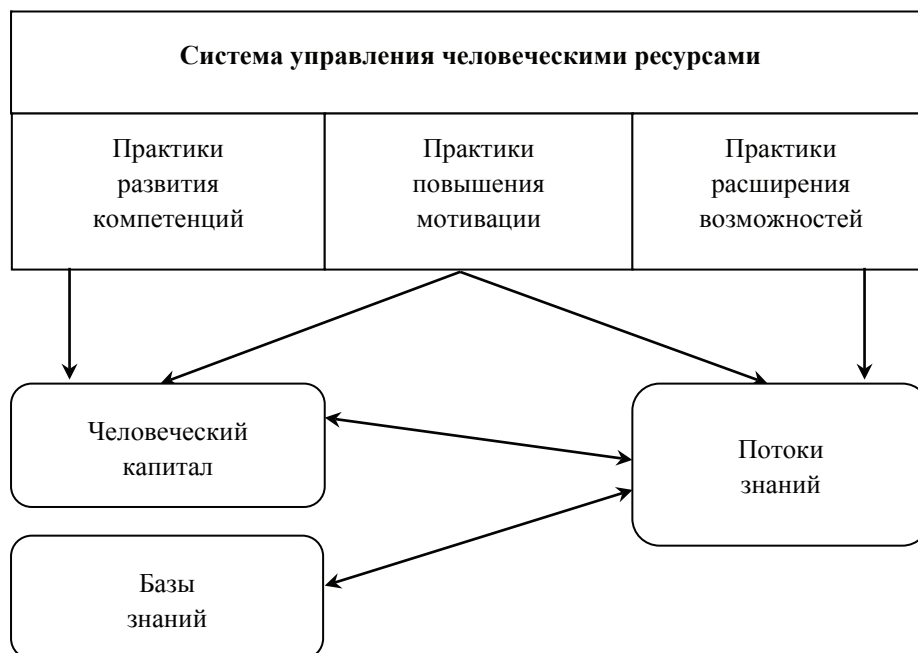 Система управления человеческими ресурсами
Практики
развития
компетенций
Практики
повышения
мотивации
Практики
расширения
возможностей
Человеческий
капитал
Потоки
знаний
Базы
знаний